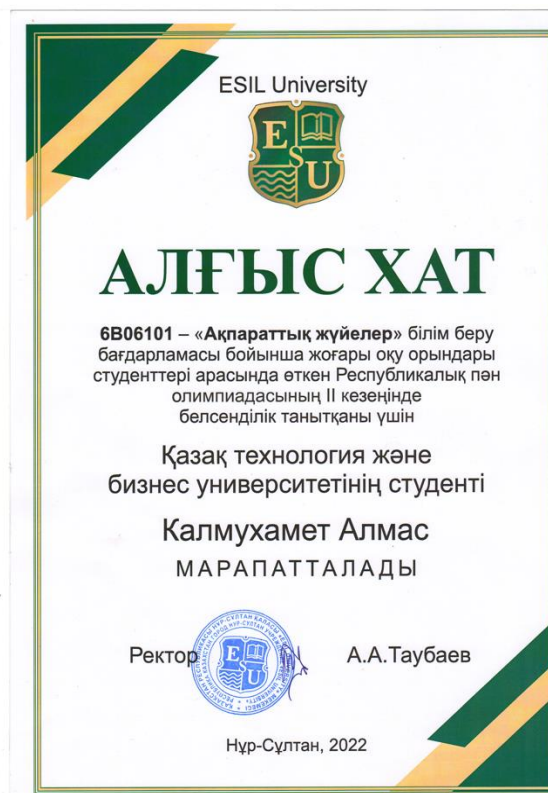 ESIL University
E
S
U
АЛҒЫС ХАТ
6B06101 – «Ақпараттық жүйелер» білім беру
бағдарламасы бойынша жоғары оқу орындары
студенттері арасында өткен Республикалық пән
олимпиадасының II кезеңінде
белсенділік танытқаны үшін
Қазақ технология және
бизнес университетінің студенті
Калмухамет Алмас
МАРАПАТТАЛАДЫ
Ректор А.А.Таубаев
E
S
U
Нұр-Сұлтан, 2022